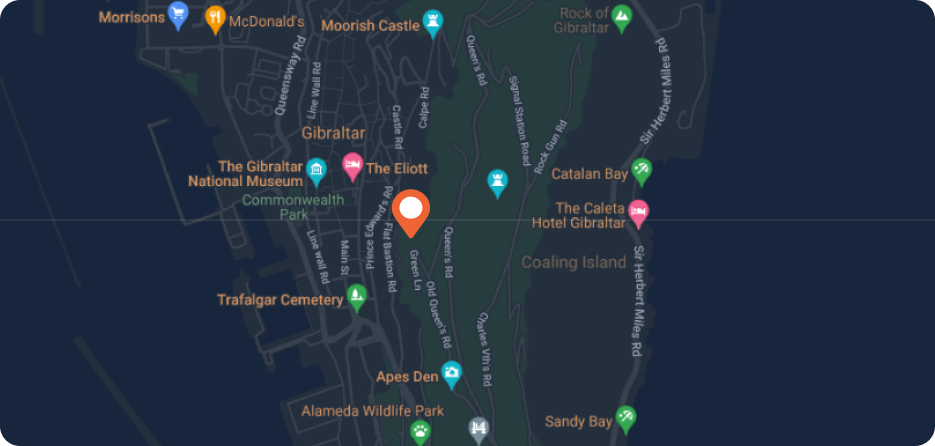 Morrisons
McDonald's
Moorish Castle
Rock of
Gibraltar
Queensway Rd
Line Wall Rd
Castle Rd
Calpe Rd
Queen's Rd
Signal Station Road
Rock Gun Rd
Sir Herbert Miles Rd
Gibraltar
The Gibraltar
National Museum
The Eliott
Catalan Bay
Commonwealth
Park
The Caleta
Hotel Gibraltar
Line wall Rd
Main St
Prince Edward's Rd
Flat Bastion Rd
Green Ln
Queen's Rd
Old Queen's Rd
Coaling Island
Sir Herbert Miles Rd
Trafalgar Cemetery
Charles Vth's Rd
Apes Den
Alameda Wildlife Park
Sandy Bay